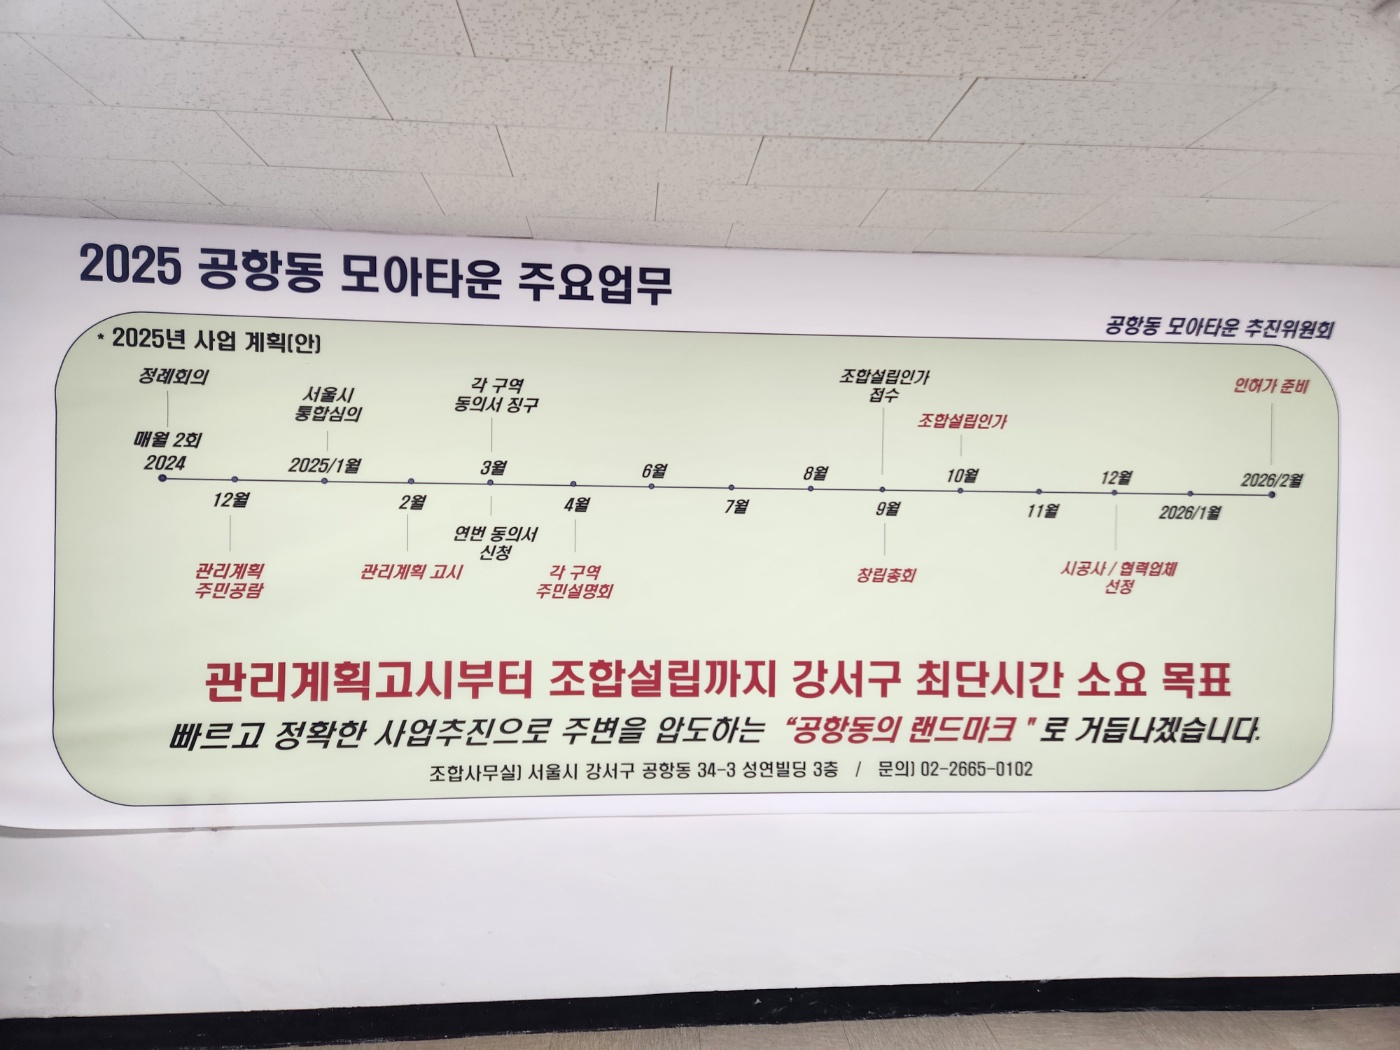 2025 공항동 모아타운 주요업무
공항동 모아타운 추진위원회
* 2025년 사업 계획(안)
정례회의
매월 2회
2024
12월
관리계획
주민공람
서울시
통합심의
2025/1월
2월
관리계획 고시
각 구역
동의서 징구
3월
연번 동의서
신청
4월
각 구역
주민설명회
6월
7월
8월
조합설립인가
접수
9월
창립총회
조합설립인가
10월
11월
12월
시공사 / 협력업체
선정
2026/1월
인허가 준비
2026/2월
관리계획고시부터 조합설립까지 강서구 최단시간 소요 목표
빠르고 정확한 사업추진으로 주변을 압도하는 “공항동의 랜드마크 " 로 거듭나겠습니다.
조합사무실) 서울시 강서구 공항동 34-3 성연빌딩 3층 / 문의) 02-2665-0102